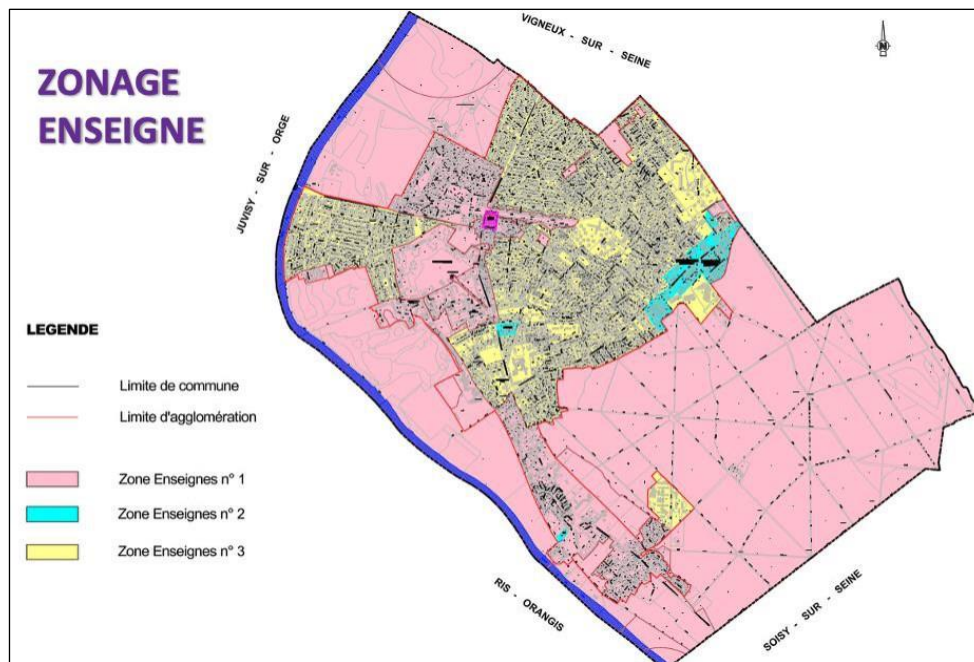 ZONAGE
ENSEIGNE
VIGNEUX - SUR - SEINE
N
JUVISY - SUR - ORGE
LEGENDE
Limite de commune
Limite d'agglomération
Zone Enseignes n° 1
Zone Enseignes n° 2
Zone Enseignes n° 3
RIS - ORANGIS
SOISY - SUR - SEINE